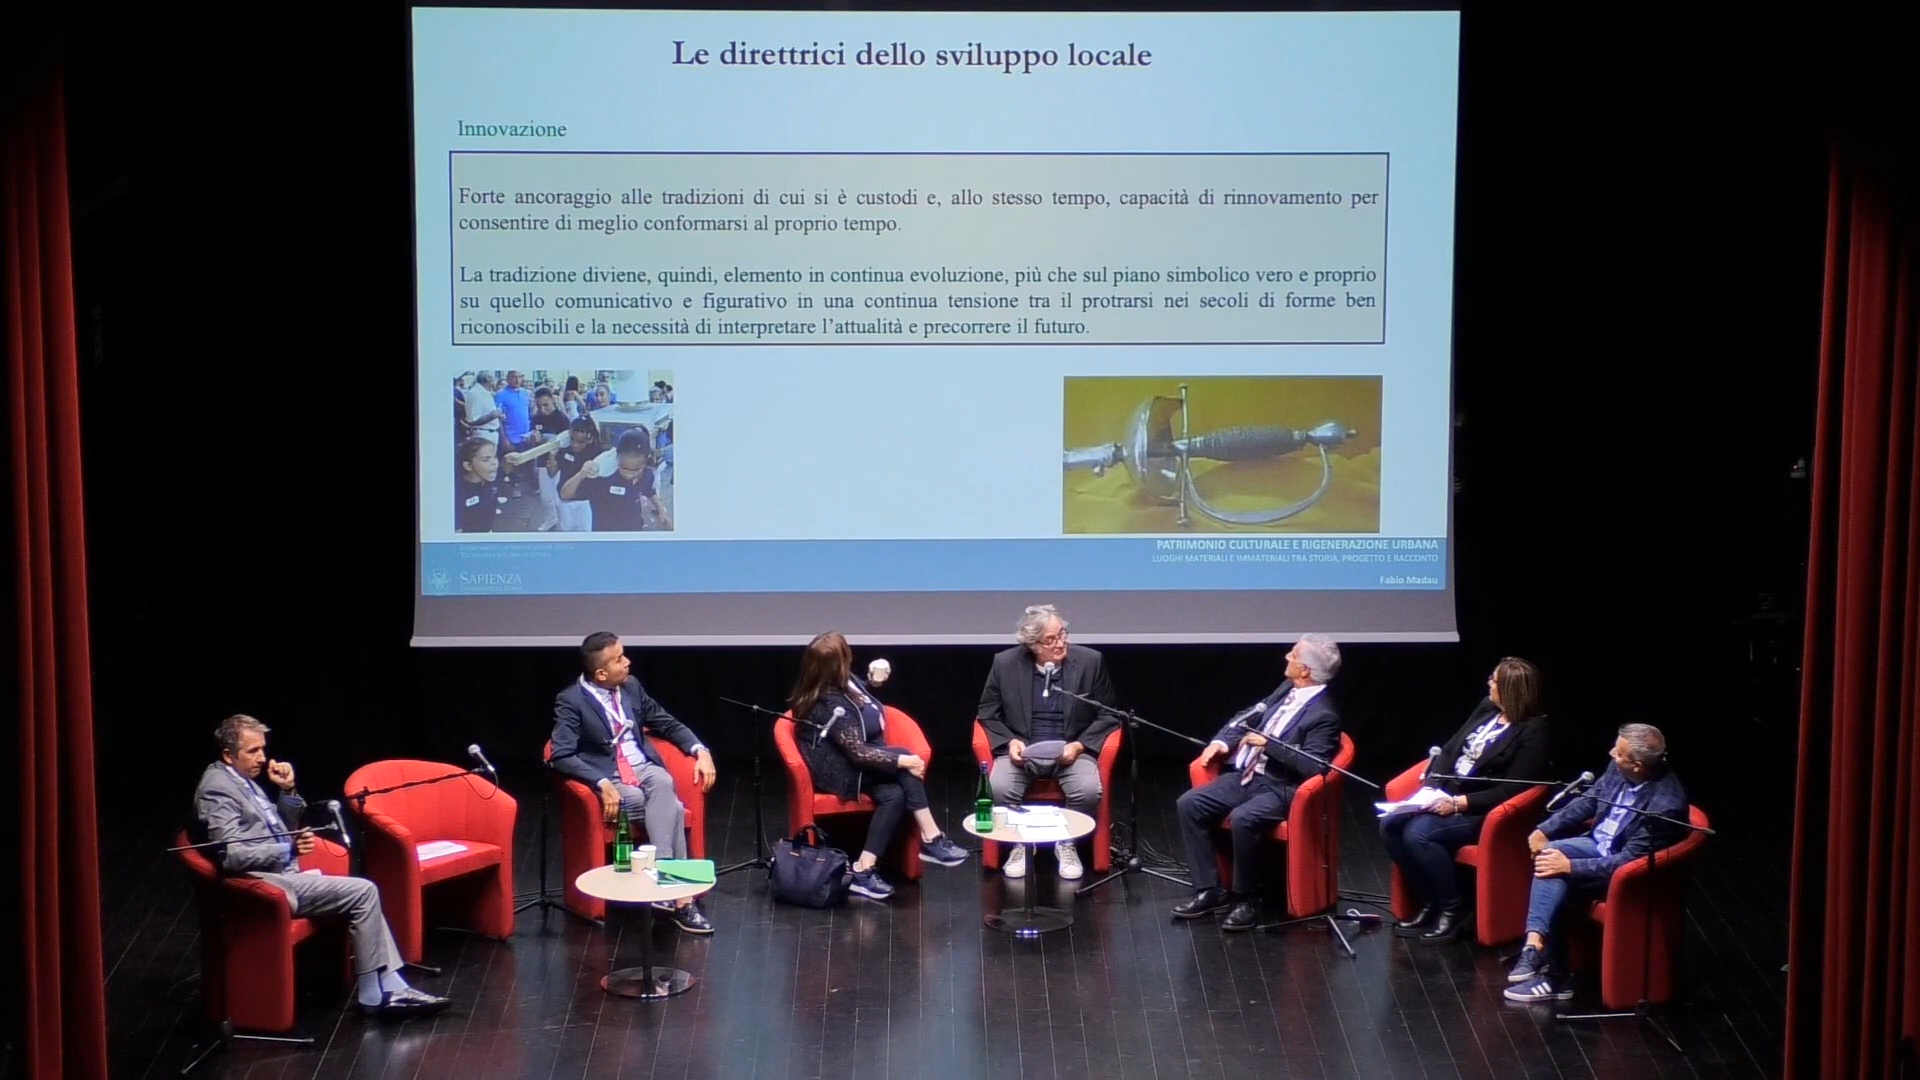 Le direttrici dello sviluppo locale
Innovazione
Forte ancoraggio alle tradizioni di cui si è custodi e, allo stesso tempo, capacità di rinnovamento per
consentire di meglio conformarsi al proprio tempo.
La tradizione diviene, quindi, elemento in continua evoluzione, più che sul piano simbolico vero e proprio
su quello comunicativo e figurativo in una continua tensione tra il protrarsi nei secoli di forme ben
riconoscibili e la necessità di interpretare l’attualità e precorrere il futuro.
PATRIMONIO CULTURALE E RIGENERAZIONE URBANA
LUOGHI MATERIALI E IMMATERIALI TRA STORIA, PROGETTO E RACCONTO
SAPIENZA
Fabio Madau